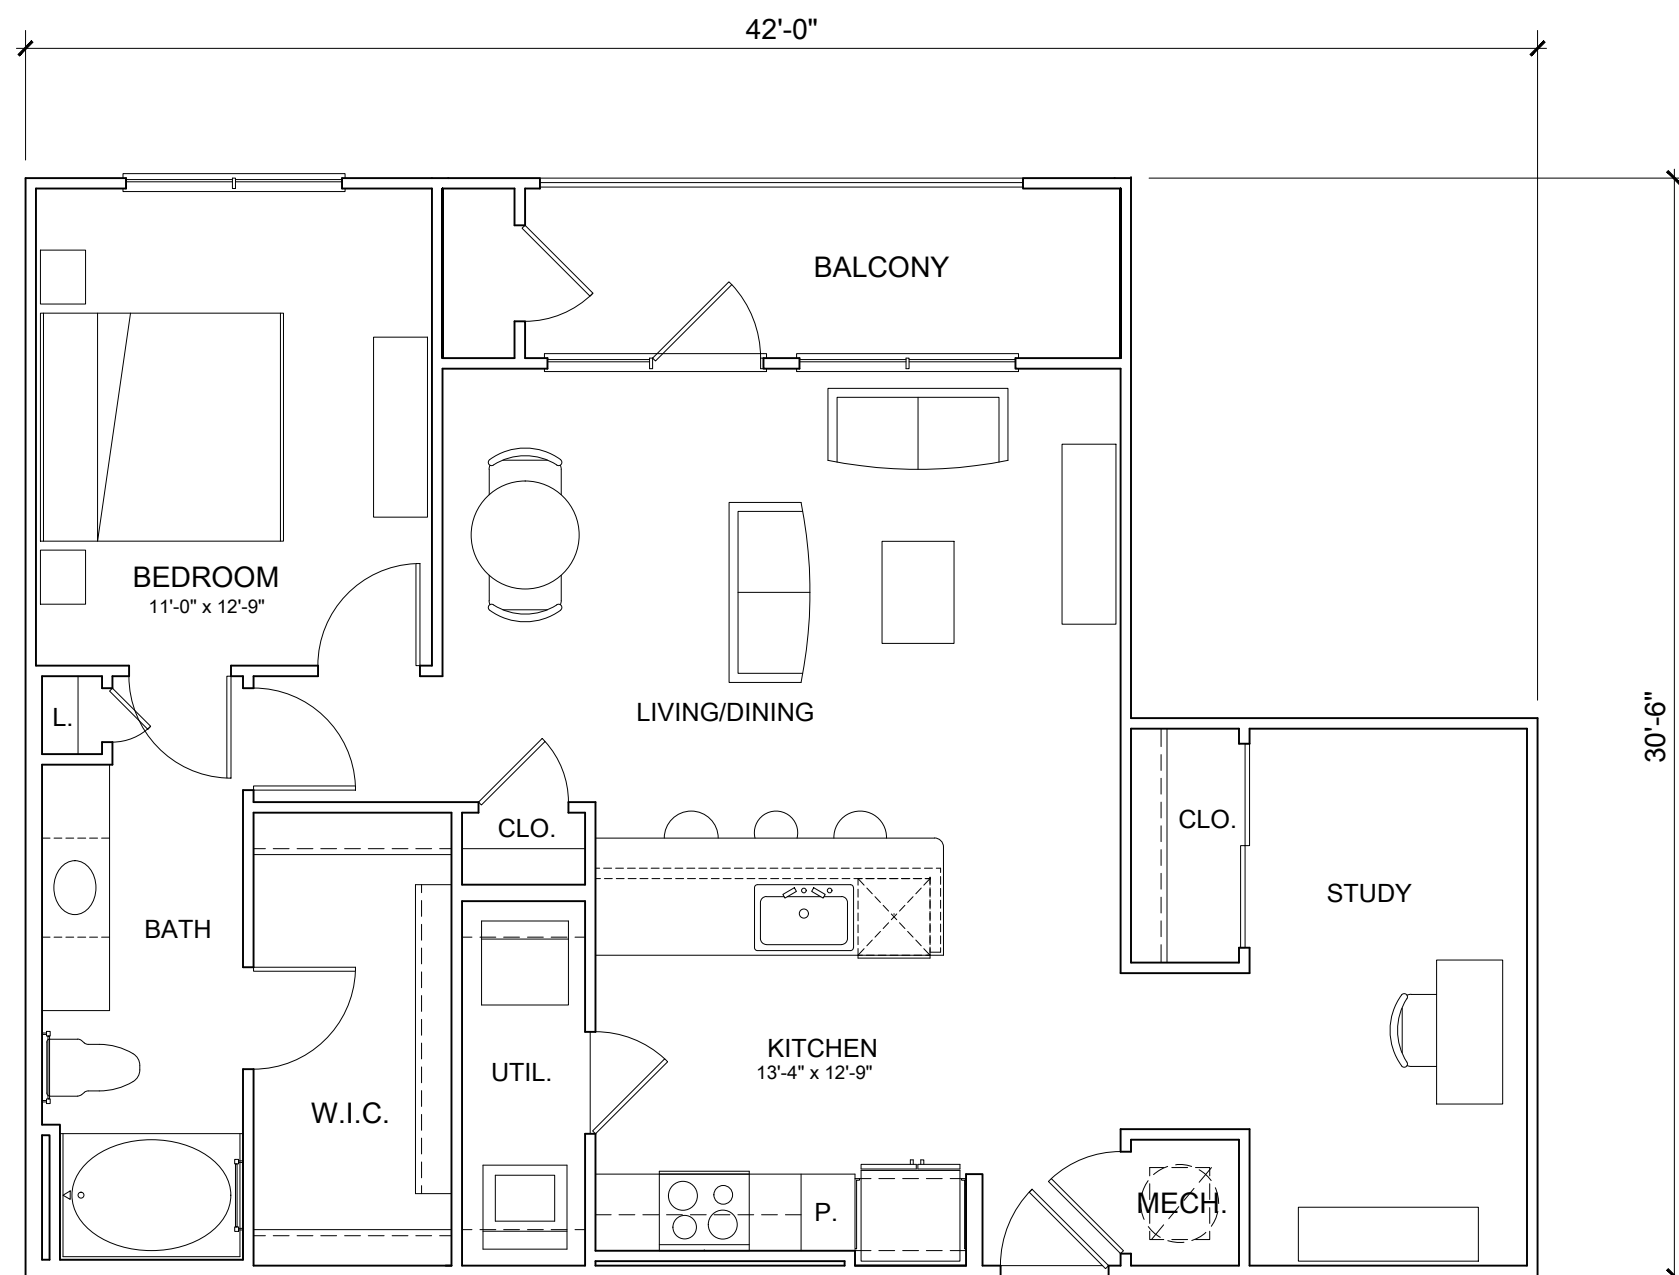 42'-0"
BALCONY
BEDROOM
11'-0" x 12'-9"
L.
LIVING/DINING
30'-6"
CLO.
CLO.
STUDY
BATH
KITCHEN
13'-4" x 12'-9"
UTIL.
W.I.C.
P.
MECH.